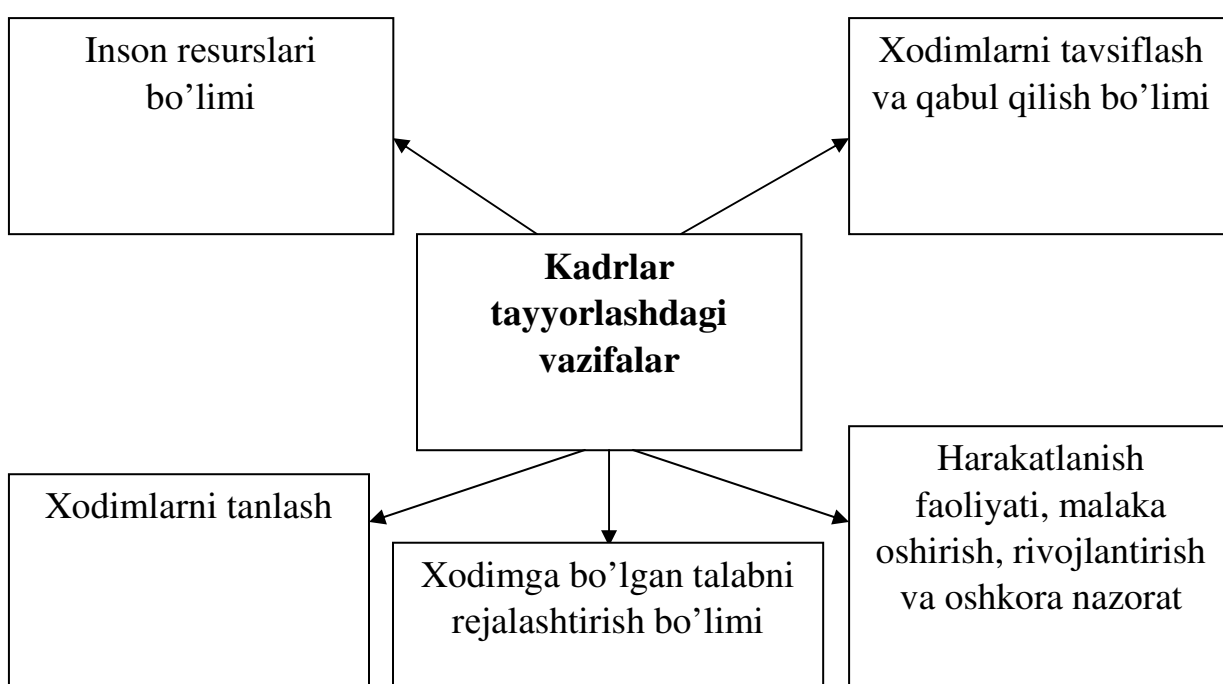 Inson resurslari
bo’limi
Xodimlarni tavsiflash
va qabul qilish bo’limi
Kadrlar
tayyorlashdagi
vazifalar
Xodimlarni tanlash
Xodimga bo’lgan talabni
rejalashtirish bo’limi
Harakatlanish
faoliyati, malaka
oshirish, rivojlantirish
va oshkora nazorat